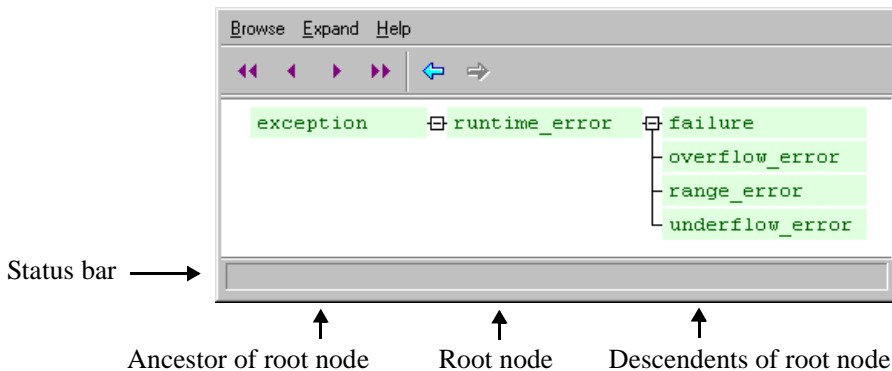 Browse Expand Help
exception runtime_error failure
overflow_error
range_error
underflow_error
Status bar
Ancestor of root node Root node Descendents of root node